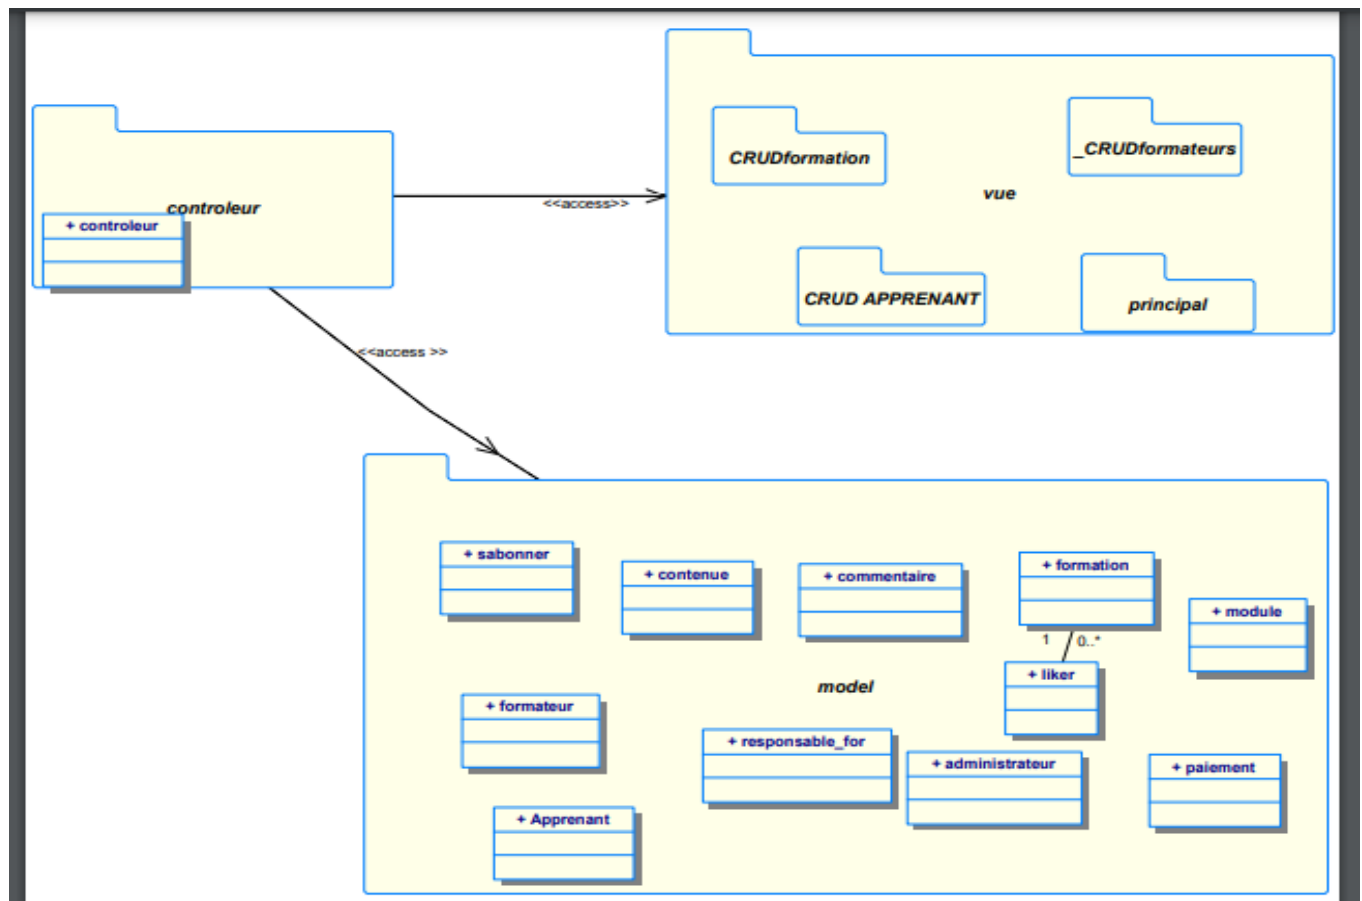 CRUDformation
_CRUDformateurs
vue
controleur
+ controleur
<<access>>
CRUD APPRENANT
principal
<<access >>
+ sabonner
+ contenue
+ commentaire
+ formation
+ module
1
0..*
+ liker
model
+ formateur
+ responsable_for
+ administrateur
+ paiement
+ Apprenant